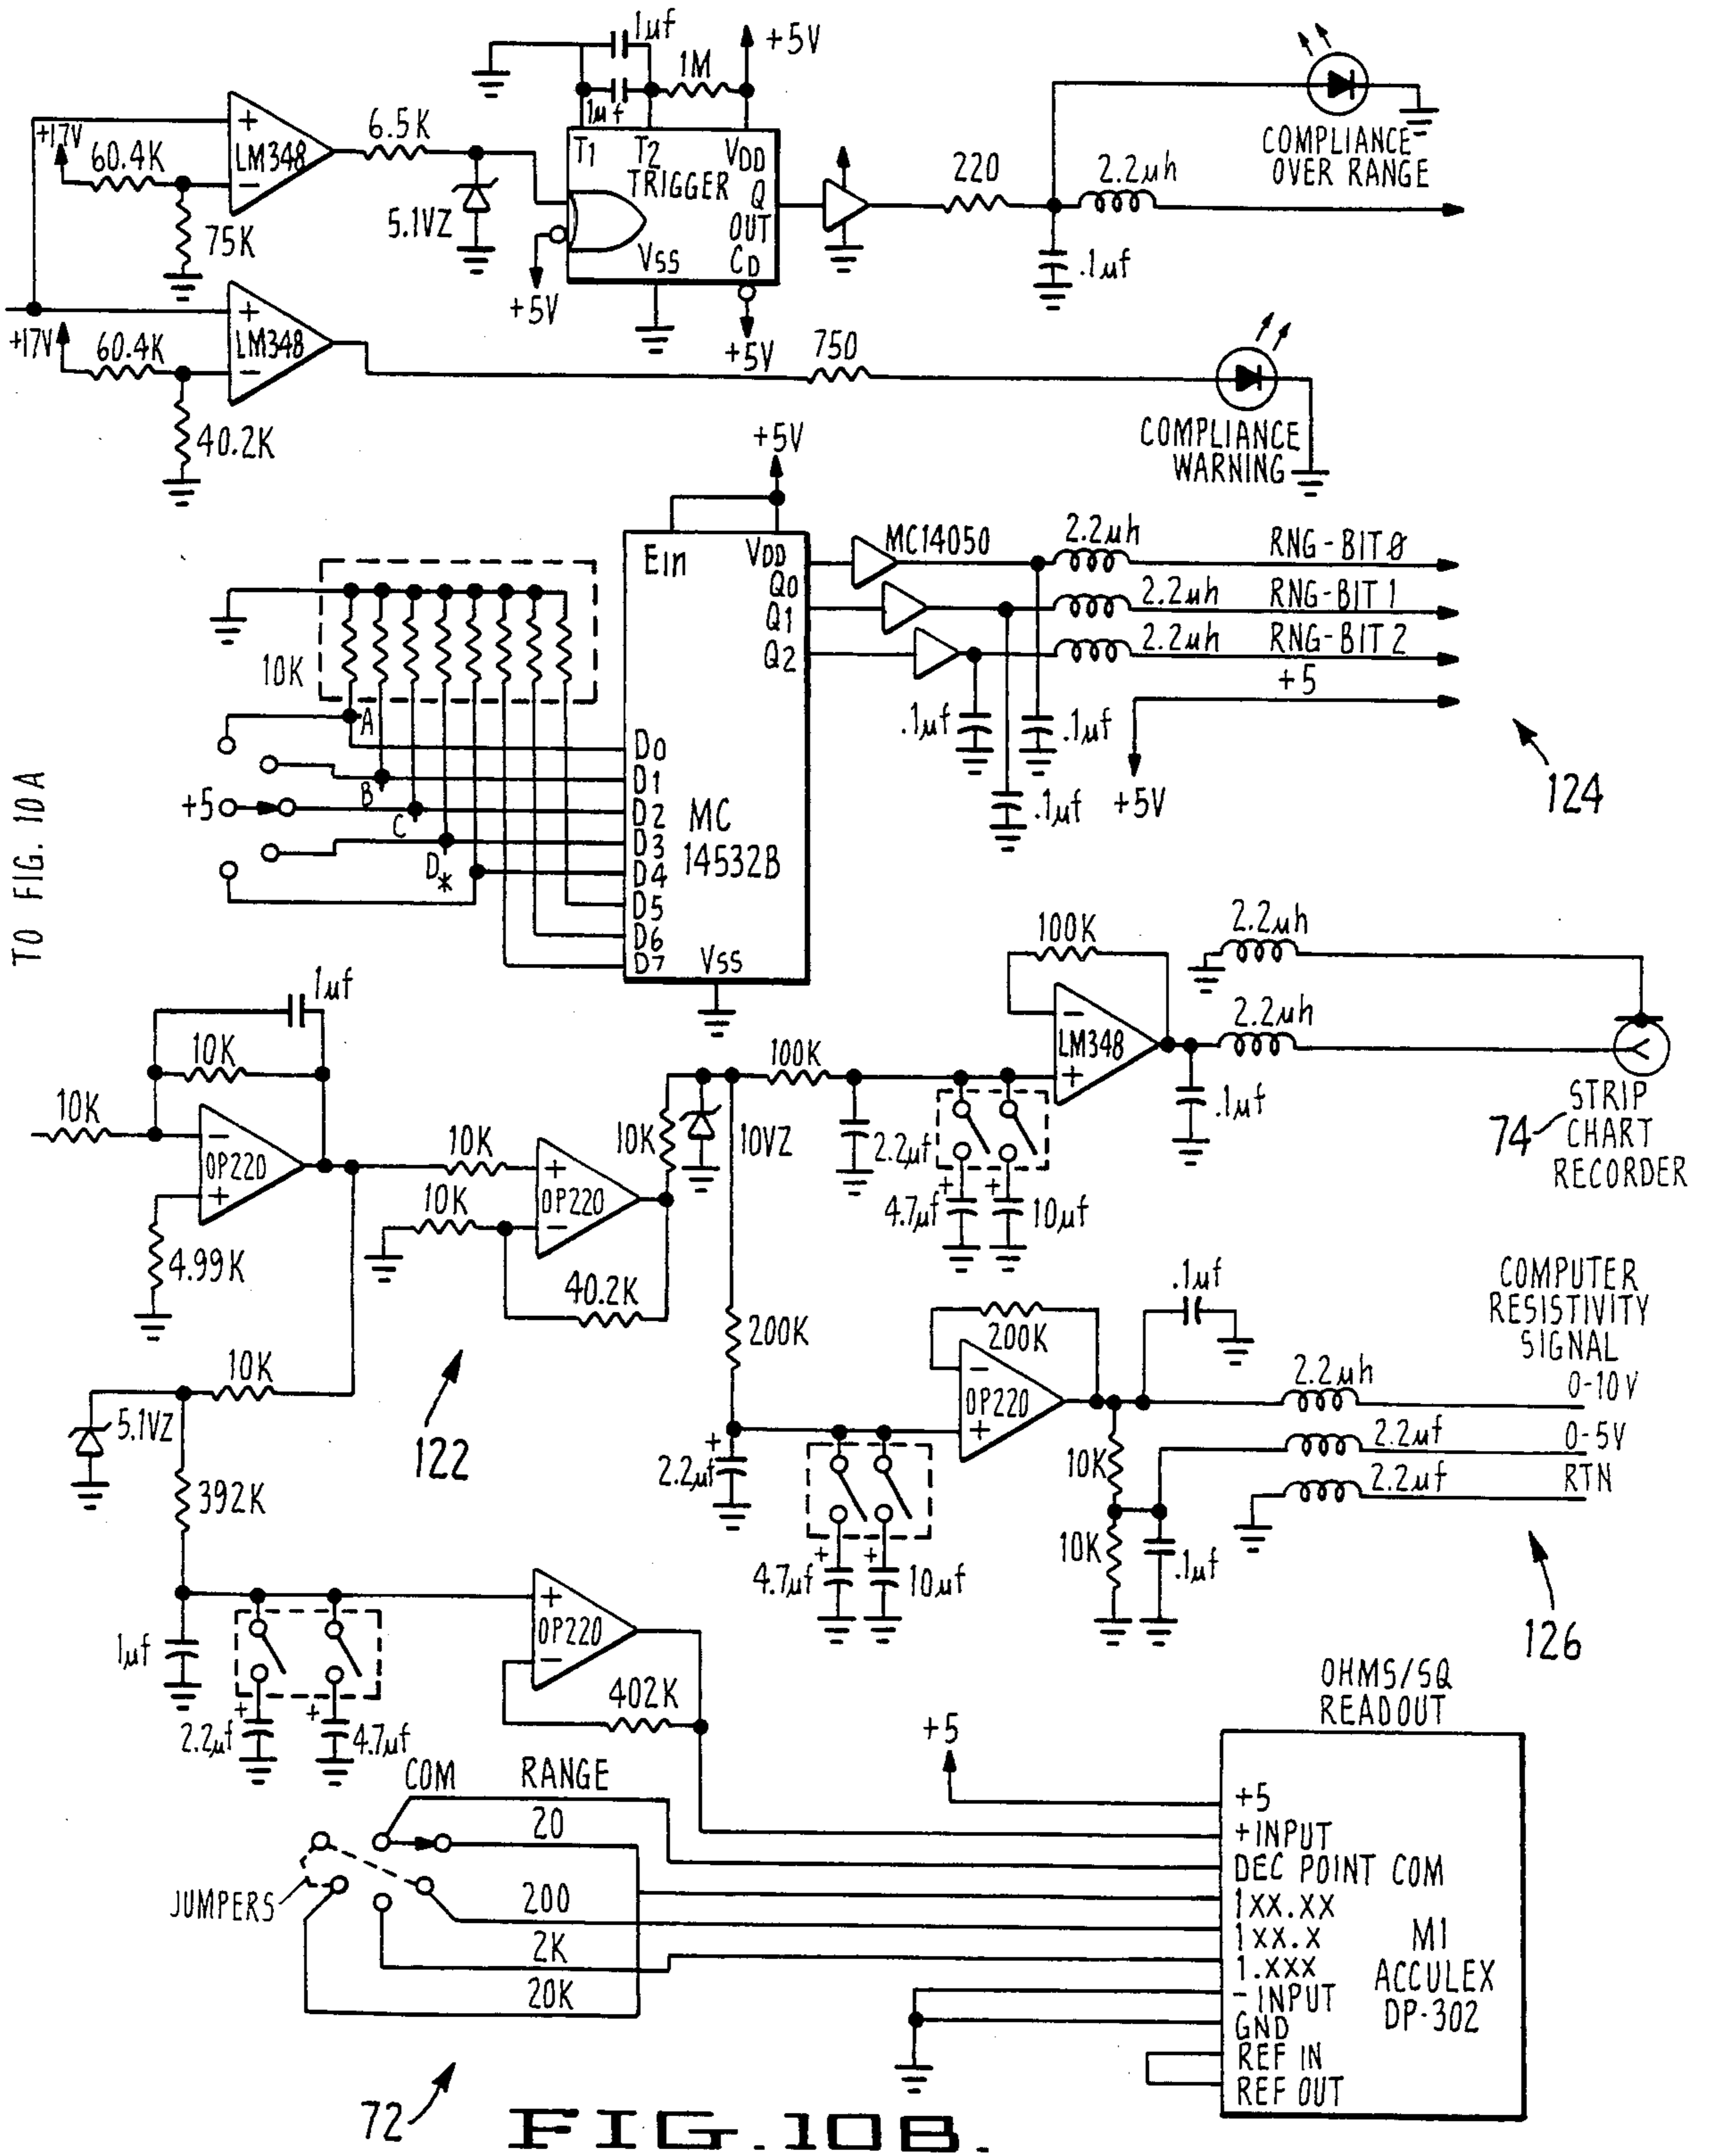 1µf
+5V
1M
1µf
+17V
60.4K
+
LM348
−
6.5K
T1 T2 VDD
TRIGGER
Q
OUT
VSS CD
5.1VZ
75K
+5V
+5V
220
2.2µh
.1µf
COMPLIANCE
OVER RANGE
+17V
60.4K
+
LM348
−
40.2K
750
COMPLIANCE
WARNING
+5V
Ein VDD
Q0
Q1
Q2
MC14050
2.2µh RNG-BIT0
2.2µh RNG-BIT 1
2.2µh RNG-BIT 2
+5
10K
.1µf
.1µf
.1µf
+5V
124
A
B
+5
C
D
*
D0
D1
D2
D3
D4
D5
D6
D7
MC
14532B
VSS
TO FIG. 10A
1µf
10K
10K
−
OP220
+
4.99K
10K
10K
+
OP220
−
40.2K
10K
10VZ
100K
2.2µf
+ +
4.7µf 10µf
100K
−
LM348
+
2.2µh
2.2µh
.1µf
74
STRIP
CHART
RECORDER
10K
5.1VZ
392K
122
200K
+
2.2µf
+ +
4.7µf 10µf
200K
−
OP220
+
.1µf
10K
10K
.1µf
COMPUTER
RESISTIVITY
SIGNAL
2.2µh 0-10V
2.2µf 0-5V
2.2µf RTN
126
1µf
+ +
2.2µf 4.7µf
+
OP220
−
402K
COM RANGE
20
200
2K
20K
JUMPERS
+5
OHMS/SQ
READOUT
+5
+INPUT
DEC POINT COM
1XX.XX
1XX.X
1.XXX
-INPUT
GND
REF IN
REF OUT
M1
ACCULEX
DP-302
72
FIG.10B.